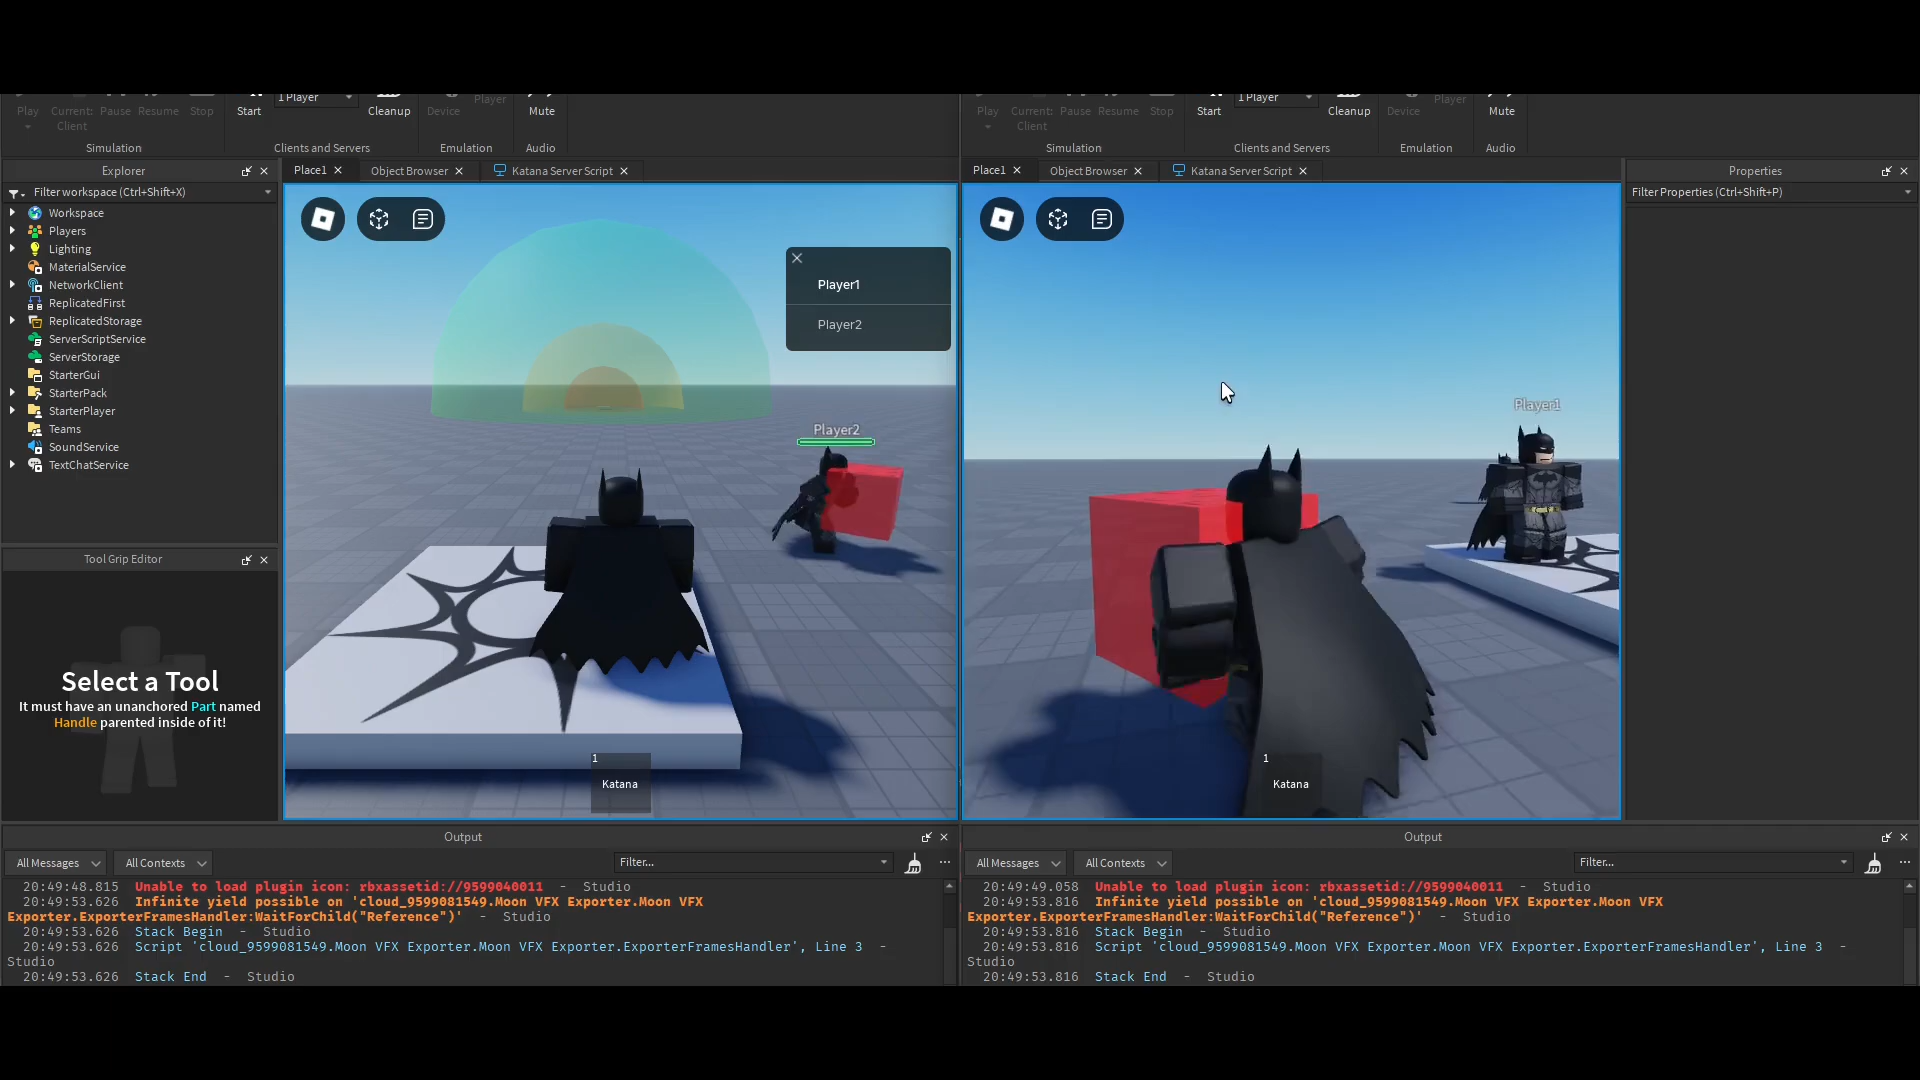 Play Current: Client Pause Resume Stop Start 1 Player Cleanup Device Player Mute
Simulation Clients and Servers Emulation Audio
Play Current: Client Pause Resume Stop Start 1 Player Cleanup Device Player Mute
Simulation Clients and Servers Emulation Audio
Explorer
Filter workspace (Ctrl+Shift+X)
Workspace
Players
Lighting
MaterialService
NetworkClient
ReplicatedFirst
ReplicatedStorage
ServerScriptService
ServerStorage
StarterGui
StarterPack
StarterPlayer
Teams
SoundService
TextChatService
Tool Grip Editor
Select a Tool
It must have an unanchored Part named
Handle parented inside of it!
Place1 Object Browser Katana Server Script
Player1
Player2
Player2
1
Katana
Place1 Object Browser Katana Server Script
Player1
1
Katana
Properties
Filter Properties (Ctrl+Shift+P)
Output
All Messages All Contexts Filter...
20:49:48.815 Unable to load plugin icon: rbxassetid://9599040011 - Studio
20:49:53.626 Infinite yield possible on 'cloud_9599081549.Moon VFX Exporter.Moon VFX
Exporter.ExporterFramesHandler:WaitForChild("Reference")' - Studio
20:49:53.626 Stack Begin - Studio
20:49:53.626 Script 'cloud_9599081549.Moon VFX Exporter.Moon VFX Exporter.ExporterFramesHandler', Line 3 -
Studio
20:49:53.626 Stack End - Studio
Output
All Messages All Contexts Filter...
20:49:49.058 Unable to load plugin icon: rbxassetid://9599040011 - Studio
20:49:53.816 Infinite yield possible on 'cloud_9599081549.Moon VFX Exporter.Moon VFX
Exporter.ExporterFramesHandler:WaitForChild("Reference")' - Studio
20:49:53.816 Stack Begin - Studio
20:49:53.816 Script 'cloud_9599081549.Moon VFX Exporter.Moon VFX Exporter.ExporterFramesHandler', Line 3 -
Studio
20:49:53.816 Stack End - Studio